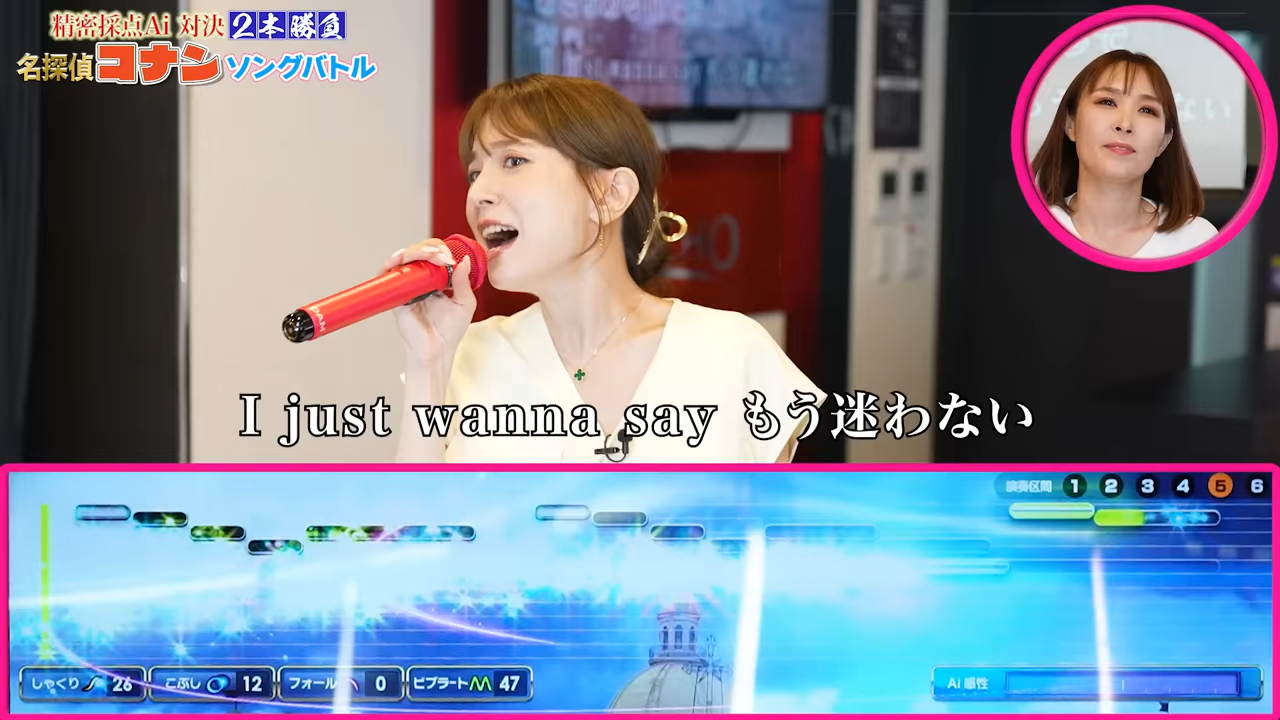 精密採点Ai 対決 2本勝負
名探偵コナン ソングバトル
DAM
I just wanna say もう迷わない
演奏区間 1 2 3 4 5 6
しゃくり 26 こぶし 12 フォール 0 ビブラート 47
AI 感性